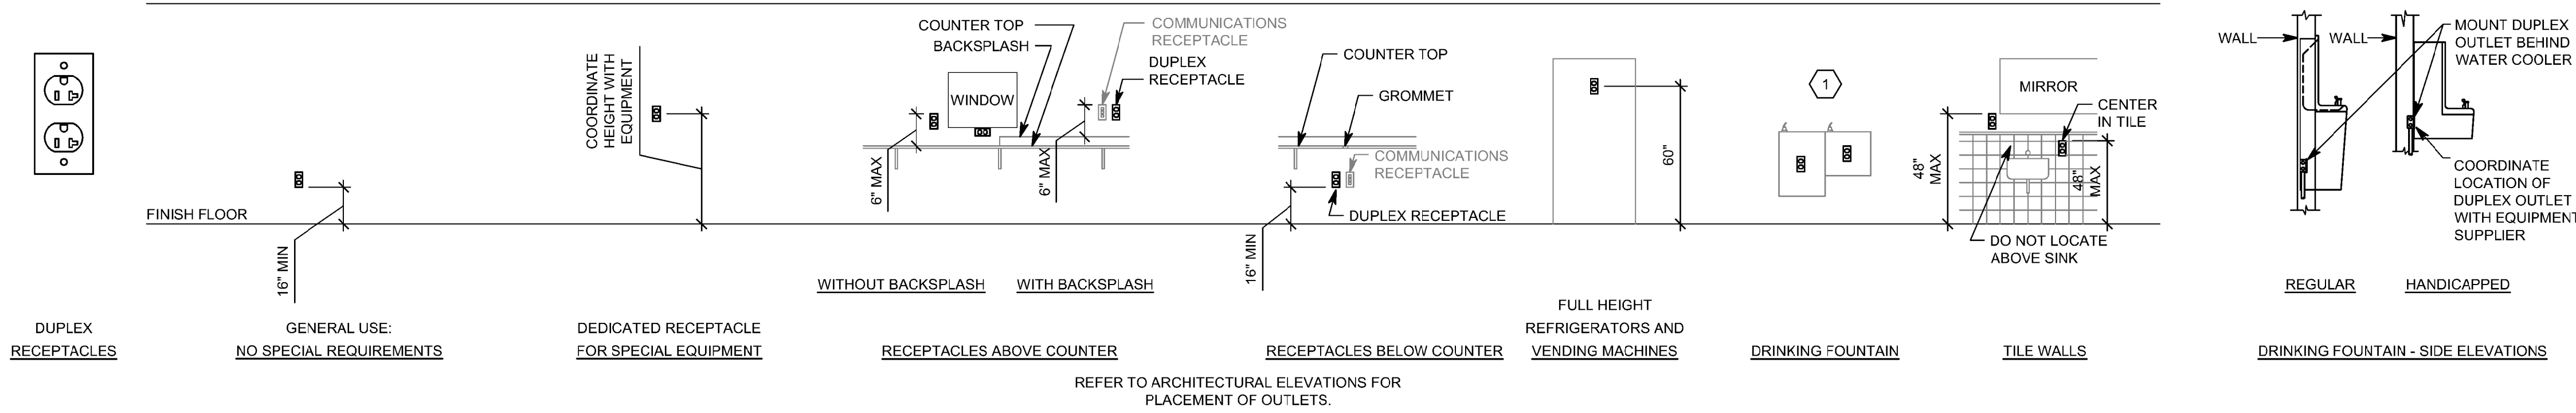 DUPLEX
RECEPTACLES
FINISH FLOOR
16" MIN
GENERAL USE:
NO SPECIAL REQUIREMENTS
COORDINATE
HEIGHT WITH
EQUIPMENT
DEDICATED RECEPTACLE
FOR SPECIAL EQUIPMENT
COUNTER TOP
BACKSPLASH
COMMUNICATIONS
RECEPTACLE
DUPLEX
RECEPTACLE
WINDOW
6" MAX
6" MAX
WITHOUT BACKSPLASH
WITH BACKSPLASH
RECEPTACLES ABOVE COUNTER
COUNTER TOP
GROMMET
COMMUNICATIONS
RECEPTACLE
DUPLEX RECEPTACLE
16" MIN
RECEPTACLES BELOW COUNTER
REFER TO ARCHITECTURAL ELEVATIONS FOR
PLACEMENT OF OUTLETS.
60"
FULL HEIGHT
REFRIGERATORS AND
VENDING MACHINES
1
DRINKING FOUNTAIN
MIRROR
CENTER
IN TILE
48"
MAX
48"
MAX
DO NOT LOCATE
ABOVE SINK
TILE WALLS
WALL
WALL
MOUNT DUPLEX
OUTLET BEHIND
WATER COOLER
COORDINATE
LOCATION OF
DUPLEX OUTLET
WITH EQUIPMENT
SUPPLIER
REGULAR
HANDICAPPED
DRINKING FOUNTAIN - SIDE ELEVATIONS